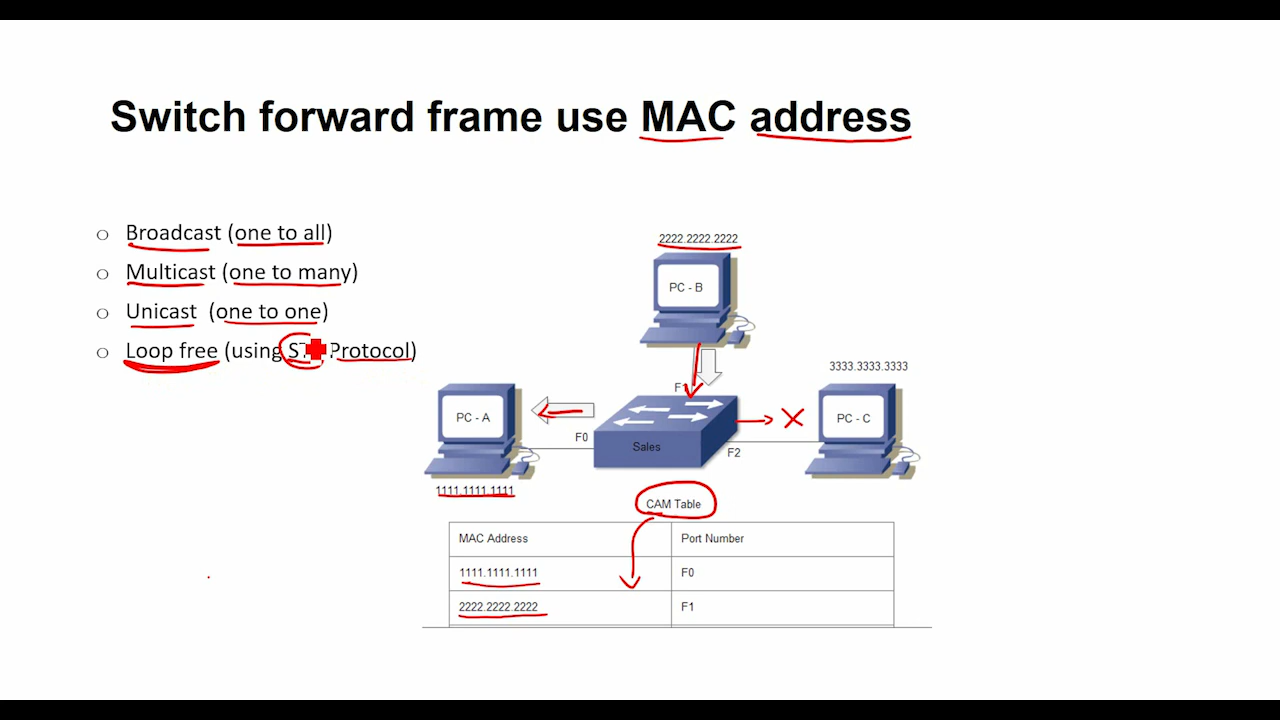 Switch forward frame use MAC address
Broadcast (one to all)
Multicast (one to many)
Unicast (one to one)
Loop free (using Protocol)
2222.2222.2222
PC - B
3333.3333.3333
F1
PC - A
PC - C
F0
Sales
F2
1111.1111.1111
CAM Table
MAC Address Port Number
1111.1111.1111 F0
2222.2222.2222 F1